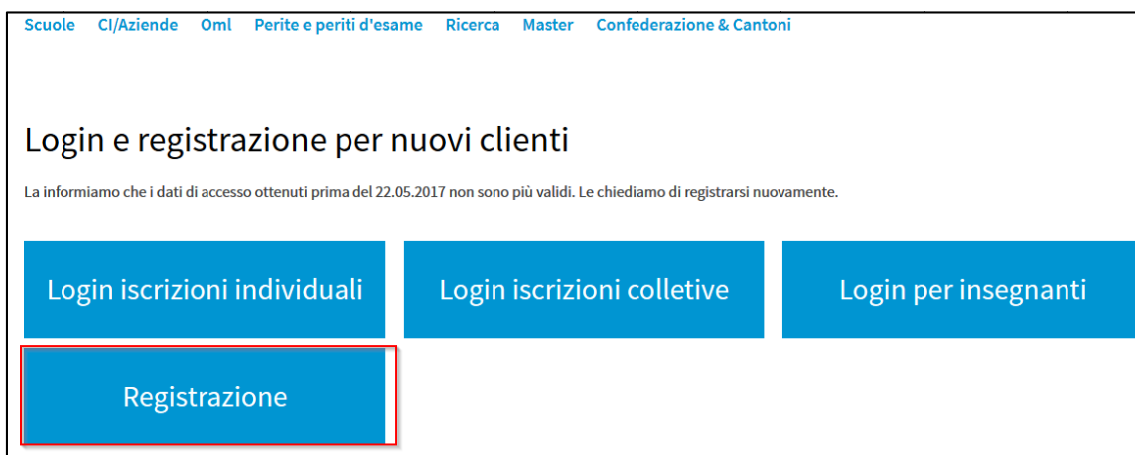 Scuole CI/Aziende Oml Perite e periti d'esame Ricerca Master Confederazione & Cantoni
Login e registrazione per nuovi clienti
La informiamo che i dati di accesso ottenuti prima del 22.05.2017 non sono più validi. Le chiediamo di registrarsi nuovamente.
Login iscrizioni individuali Login iscrizioni colletive Login per insegnanti
Registrazione